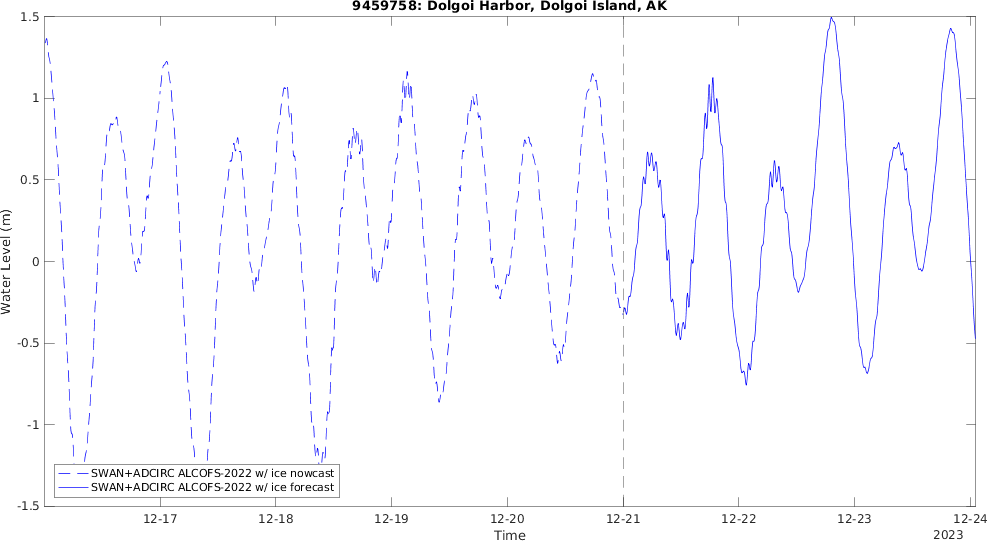 9459758: Dolgoi Harbor, Dolgoi Island, AK
1.5
1
0.5
0
-0.5
-1
-1.5
Water Level (m)
SWAN+ADCIRC ALCOFS-2022 w/ ice nowcast
SWAN+ADCIRC ALCOFS-2022 w/ ice forecast
12-17 12-18 12-19 12-20 12-21 12-22 12-23 12-24
Time
2023